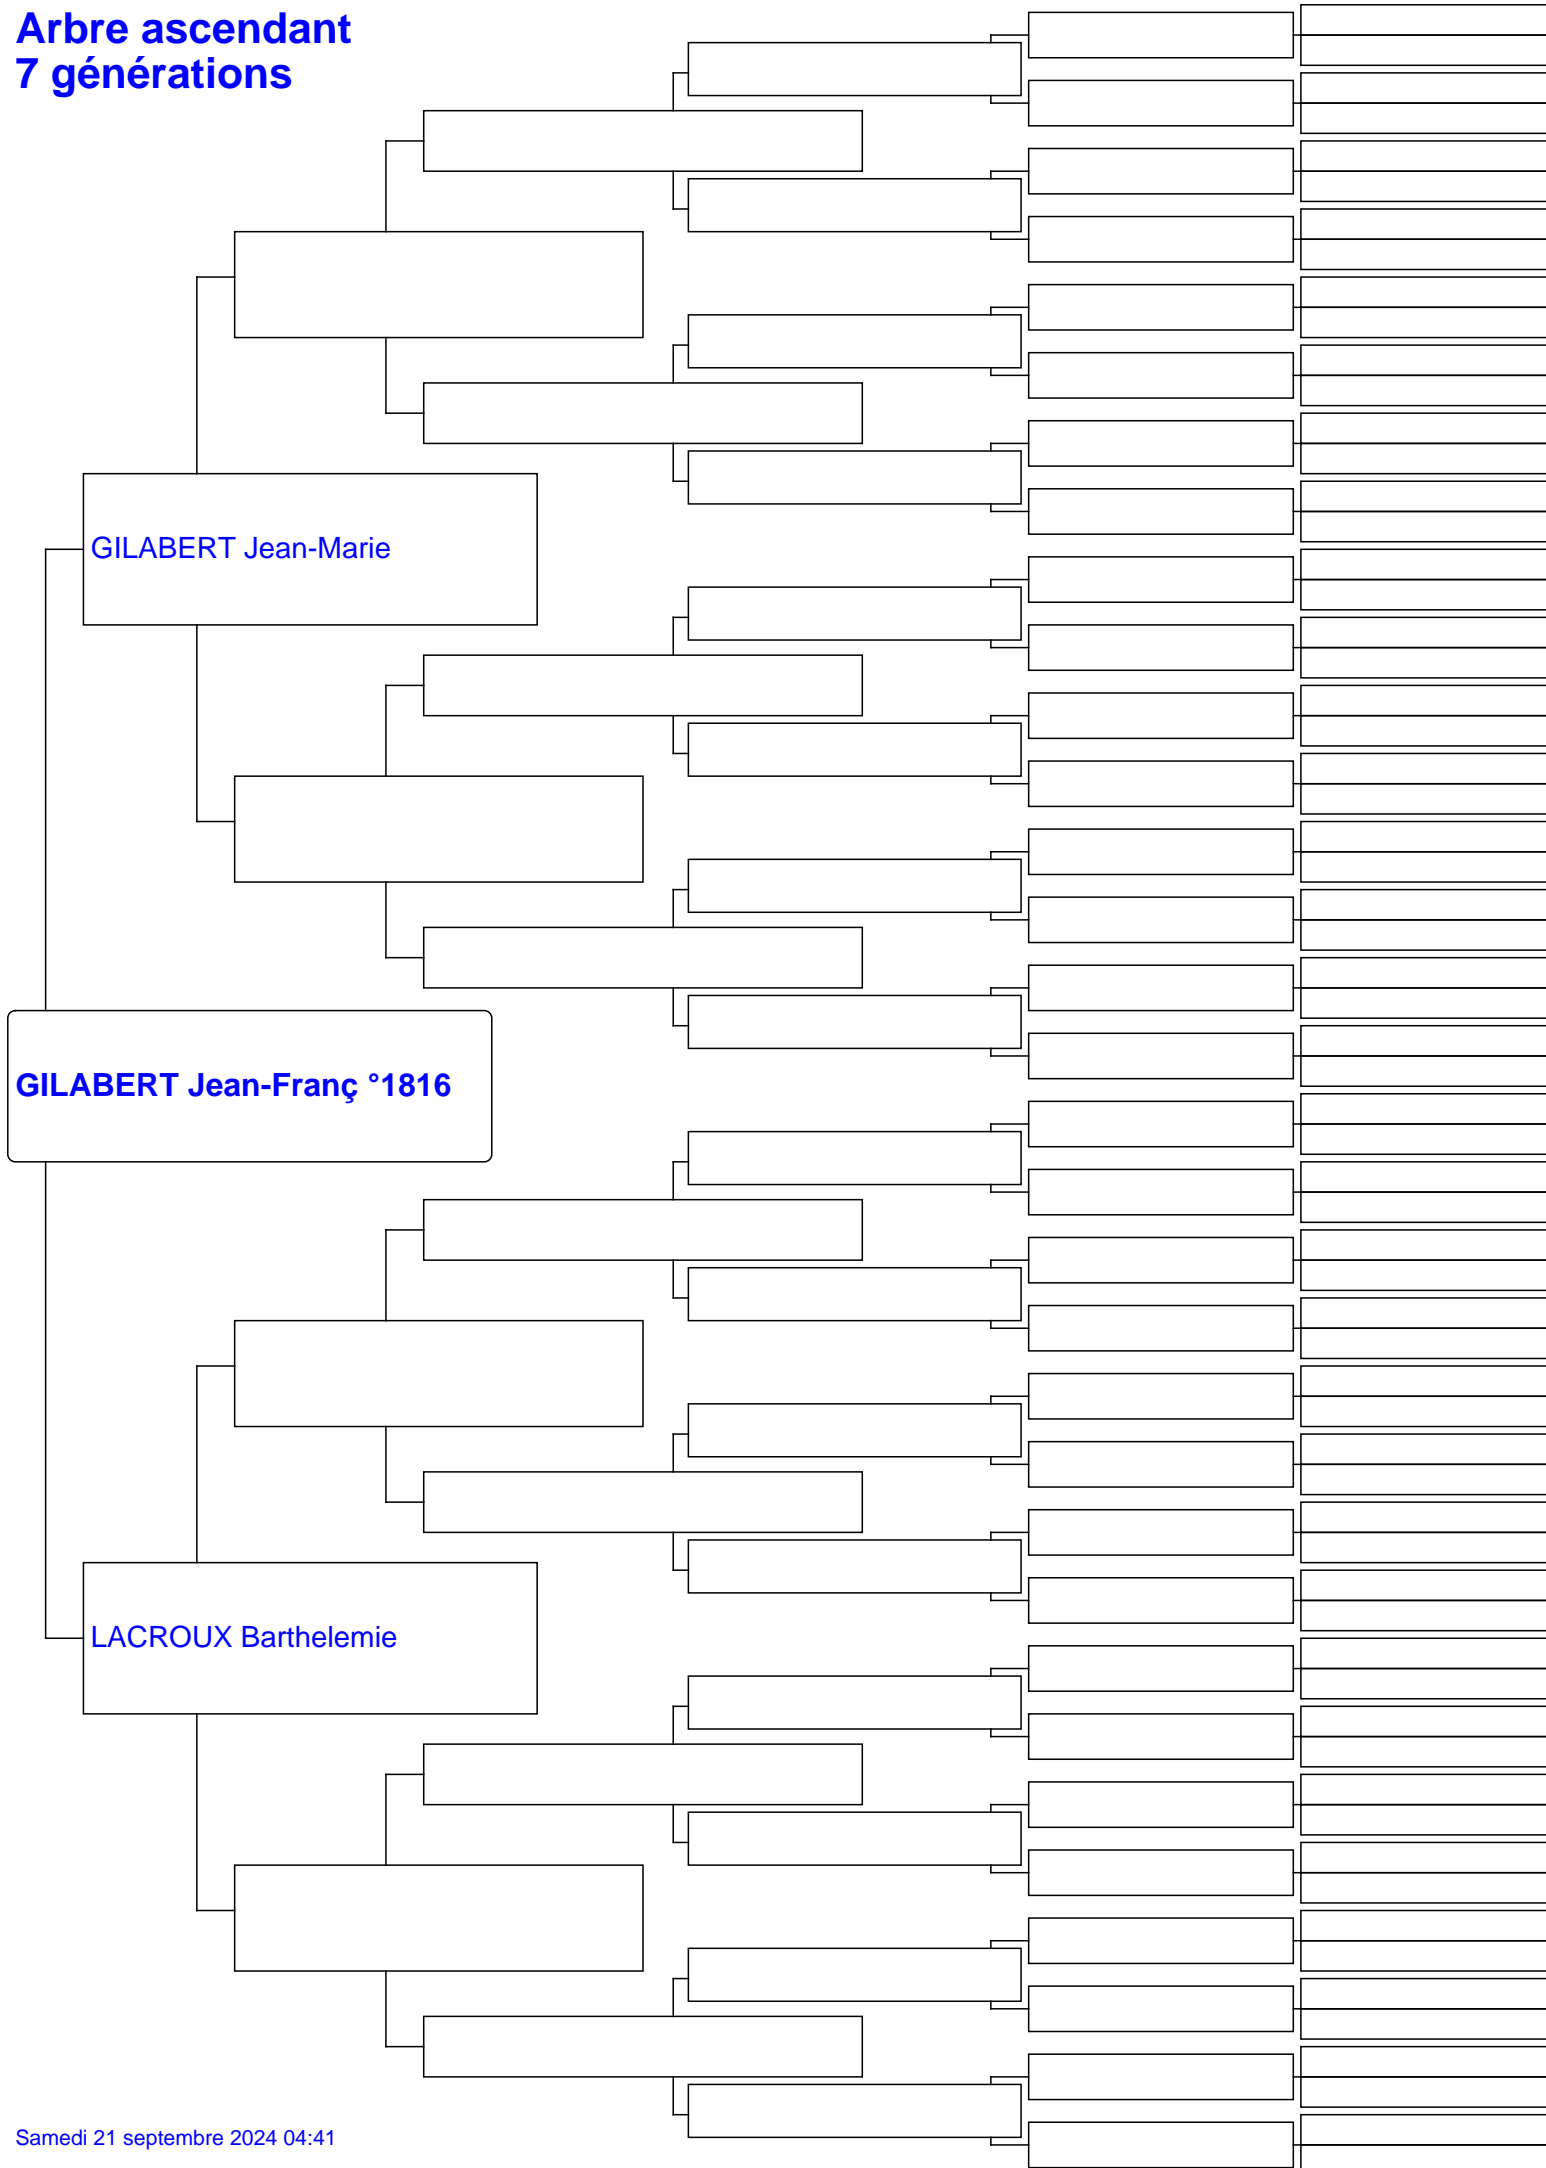 Arbre ascendant
7 générations
GILABERT Jean-Marie
GILABERT Jean-Franç °1816
LACROUX Barthelemie
Samedi 21 septembre 2024 04:41